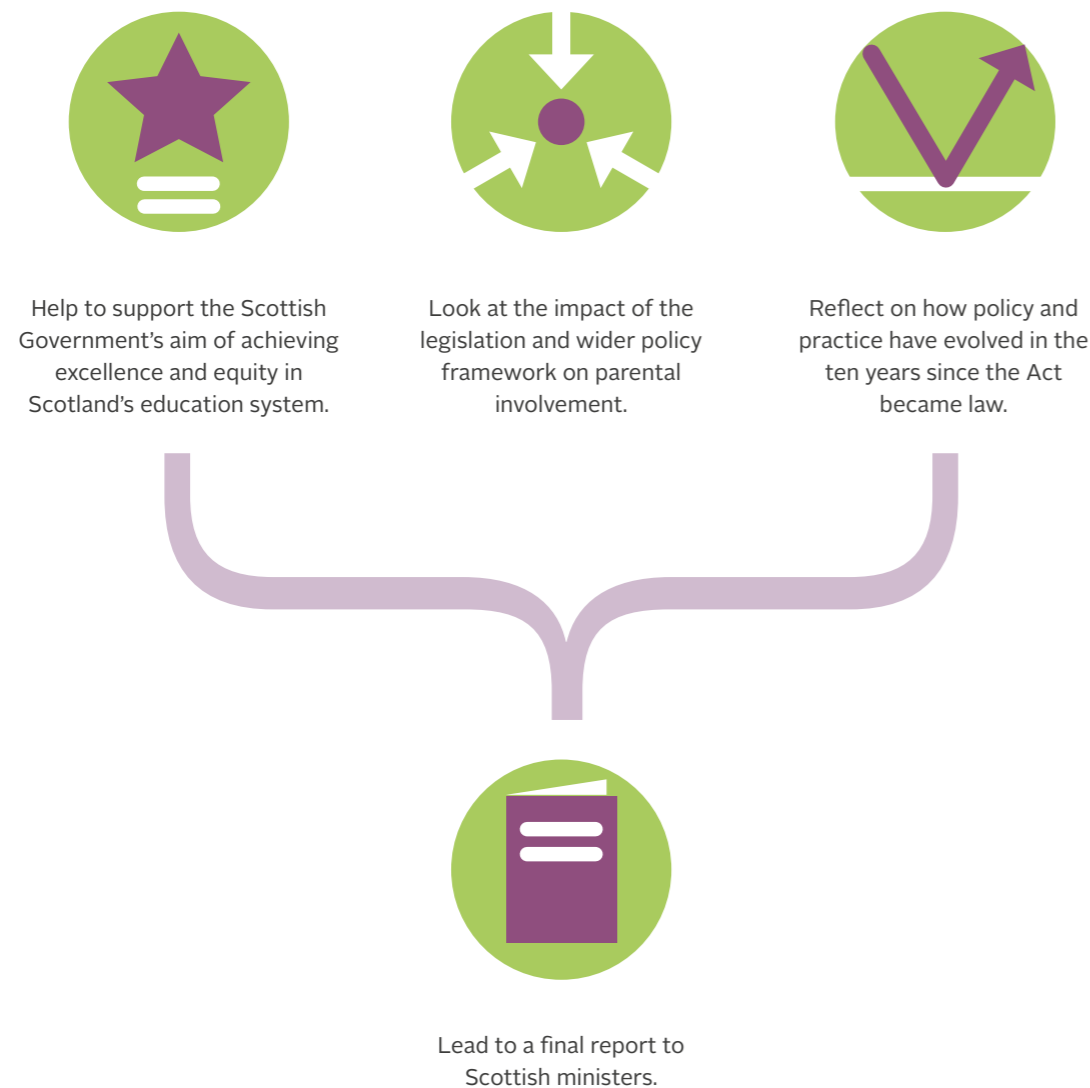 Help to support the Scottish
Government’s aim of achieving
excellence and equity in
Scotland’s education system.
Look at the impact of the
legislation and wider policy
framework on parental
involvement.
Reflect on how policy and
practice have evolved in the
ten years since the Act
became law.
Lead to a final report to
Scottish ministers.